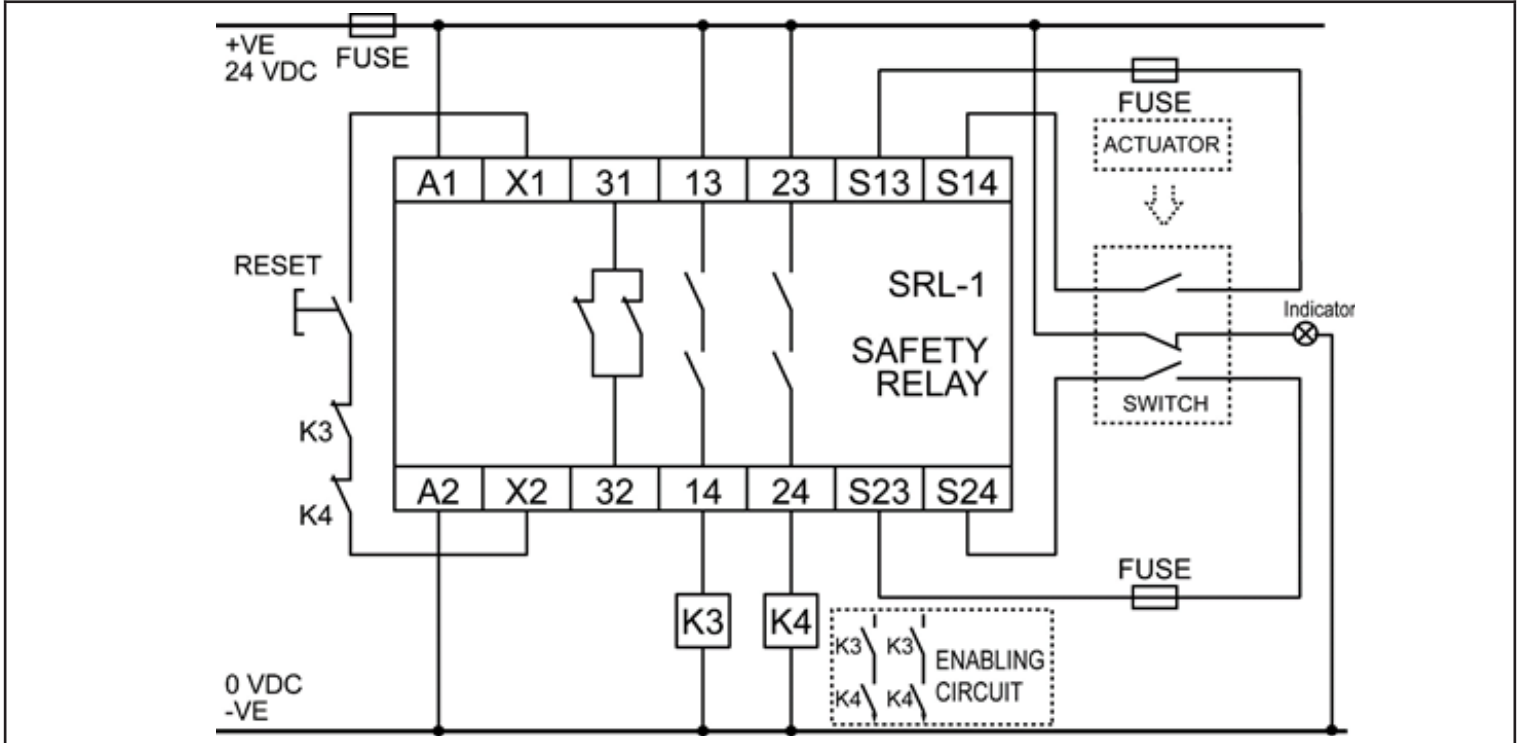 +VE
24 VDC
FUSE
FUSE
ACTUATOR
A1 X1 31 13 23 S13 S14
RESET
SRL-1
Indicator
SAFETY
RELAY
SWITCH
K3
K4
A2 X2 32 14 24 S23 S24
FUSE
K3 K4
K3 K3
ENABLING
CIRCUIT
K4 K4
0 VDC
-VE